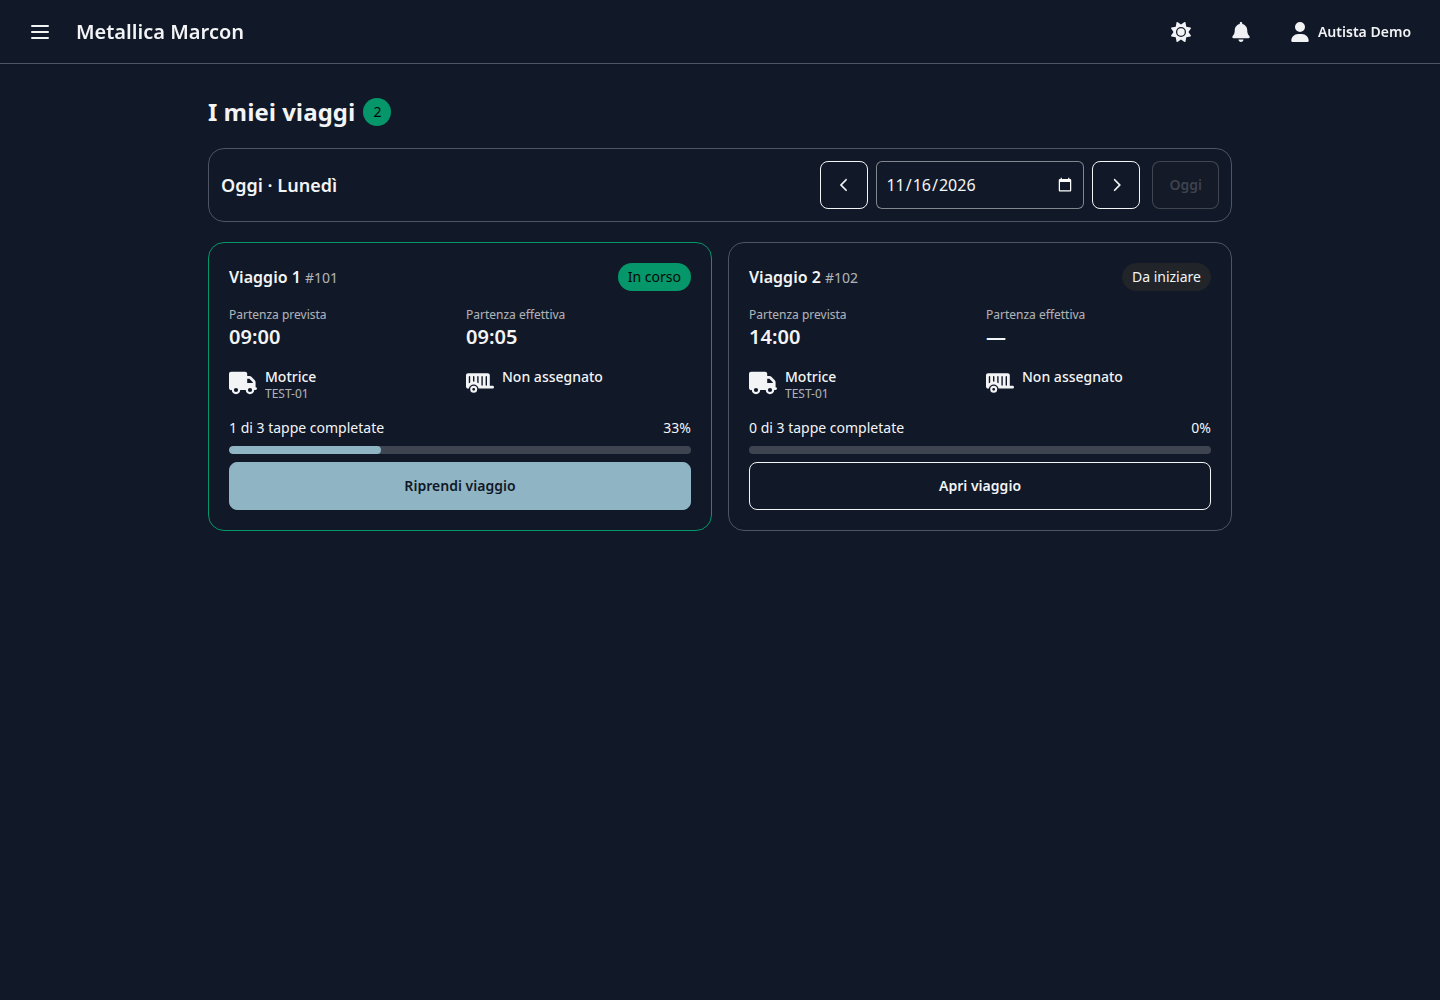 Metallica Marcon
Autista Demo
I miei viaggi 2
Oggi · Lunedì
11/16/2026
Oggi
Viaggio 1 #101
In corso
Partenza prevista
Partenza effettiva
09:00
09:05
Motrice
TEST-01
Non assegnato
1 di 3 tappe completate
33%
Riprendi viaggio
Viaggio 2 #102
Da iniziare
Partenza prevista
Partenza effettiva
14:00
—
Motrice
TEST-01
Non assegnato
0 di 3 tappe completate
0%
Apri viaggio